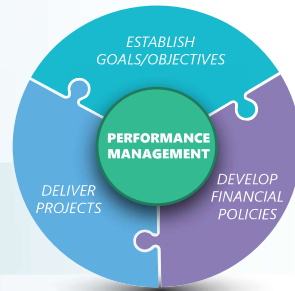 ESTABLISH
GOALS/OBJECTIVES
PERFORMANCE
MANAGEMENT
DELIVER
PROJECTS
DEVELOP
FINANCIAL
POLICIES